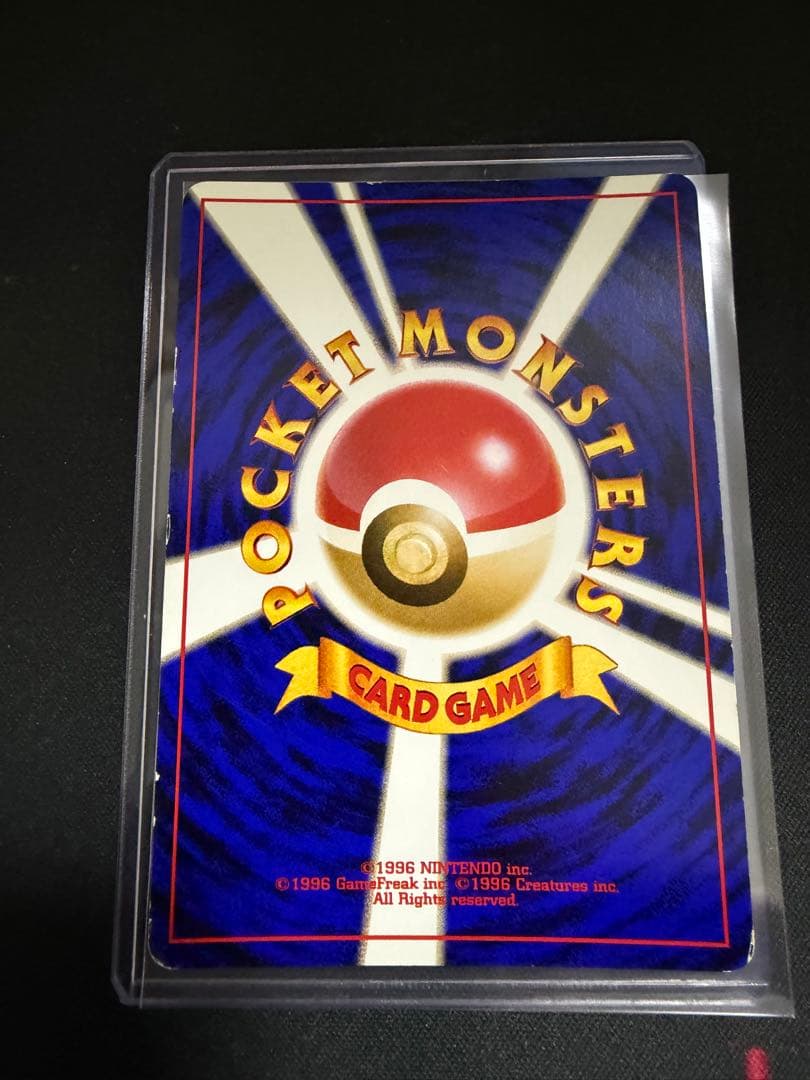 POCKET MONSTERS
CARD GAME
©1996 NINTENDO inc.
©1996 GameFreak inc. ©1996 Creatures inc.
All Rights reserved.